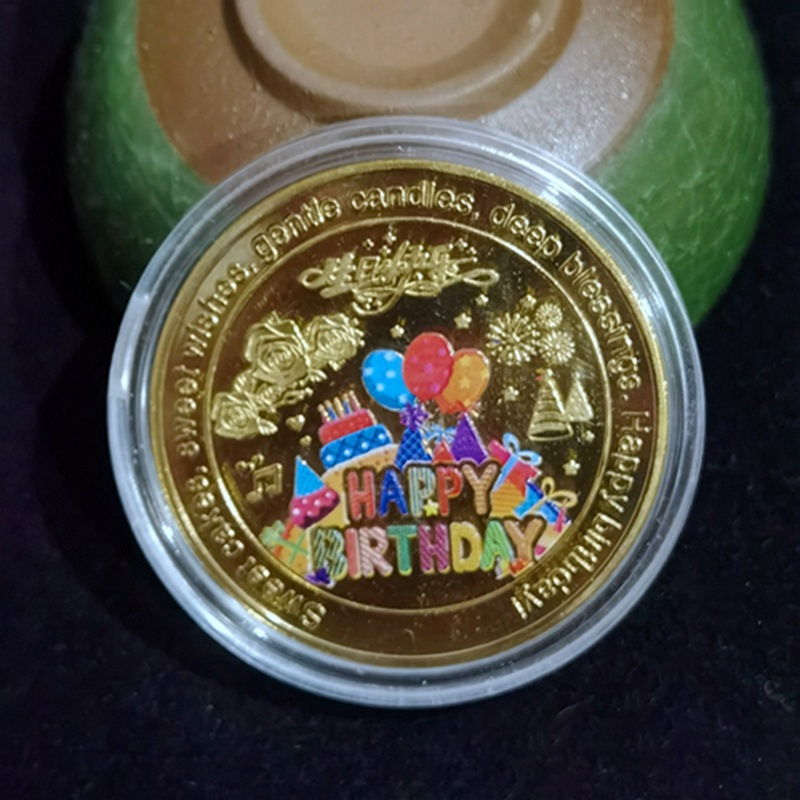 Sweet cakes, sweet wishes, gentle candles, deep blessings. Happy birthday!
HAPPY
BIRTHDAY